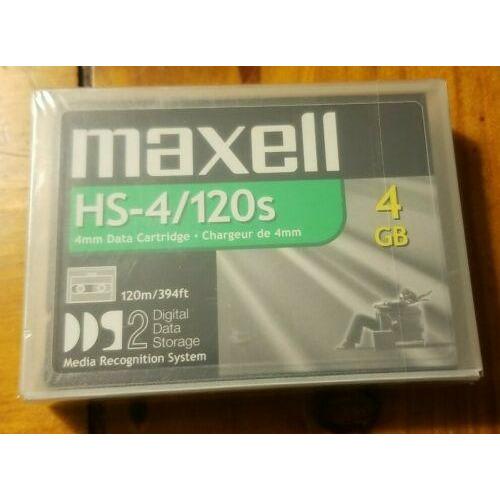 maxell
HS-4/120s
4mm Data Cartridge • Chargeur de 4mm
4
GB
120m/394ft
DDS2 Digital
Data
Storage
Media Recognition System